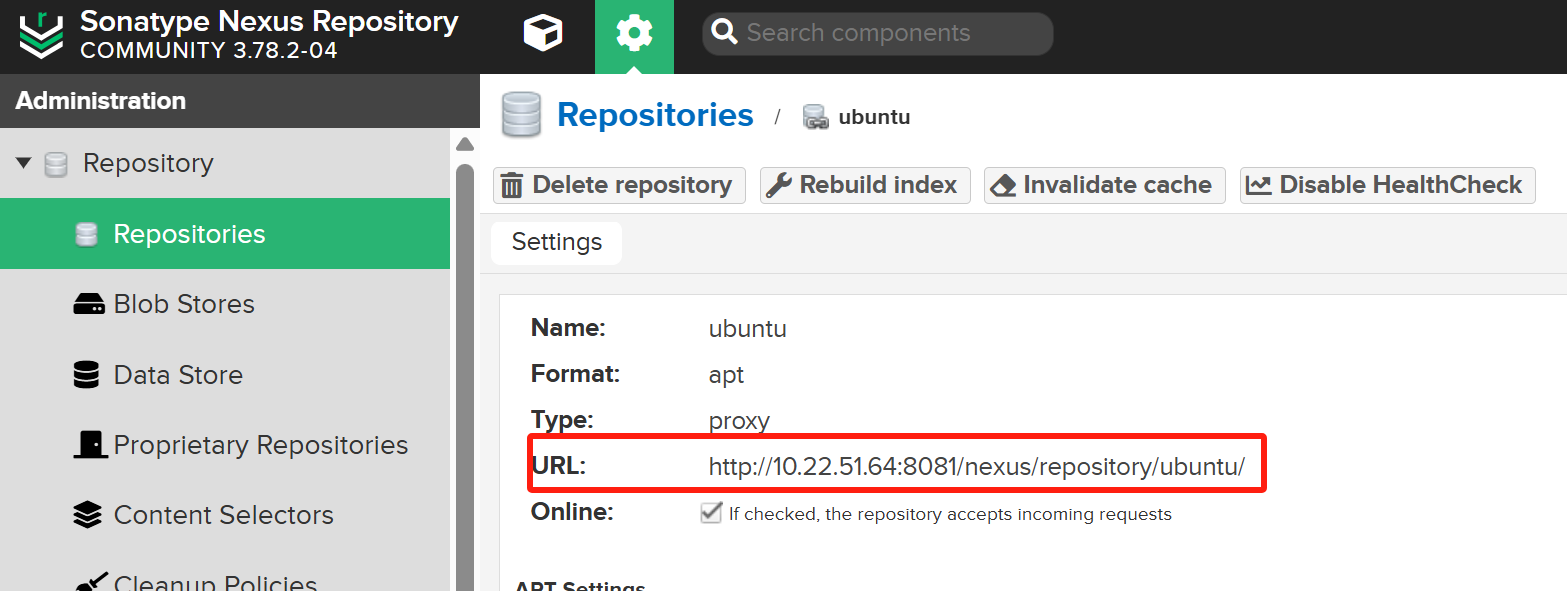 Sonatype Nexus Repository
COMMUNITY 3.78.2-04
Search components
Administration
Repositories / ubuntu
Repository
Delete repository Rebuild index Invalidate cache Disable HealthCheck
Repositories
Settings
Blob Stores
Name: ubuntu
Data Store
Format: apt
Type: proxy
Proprietary Repositories
URL: http://10.22.51.64:8081/nexus/repository/ubuntu/
Content Selectors
Online: If checked, the repository accepts incoming requests
Cleanup Policies
APT Settings